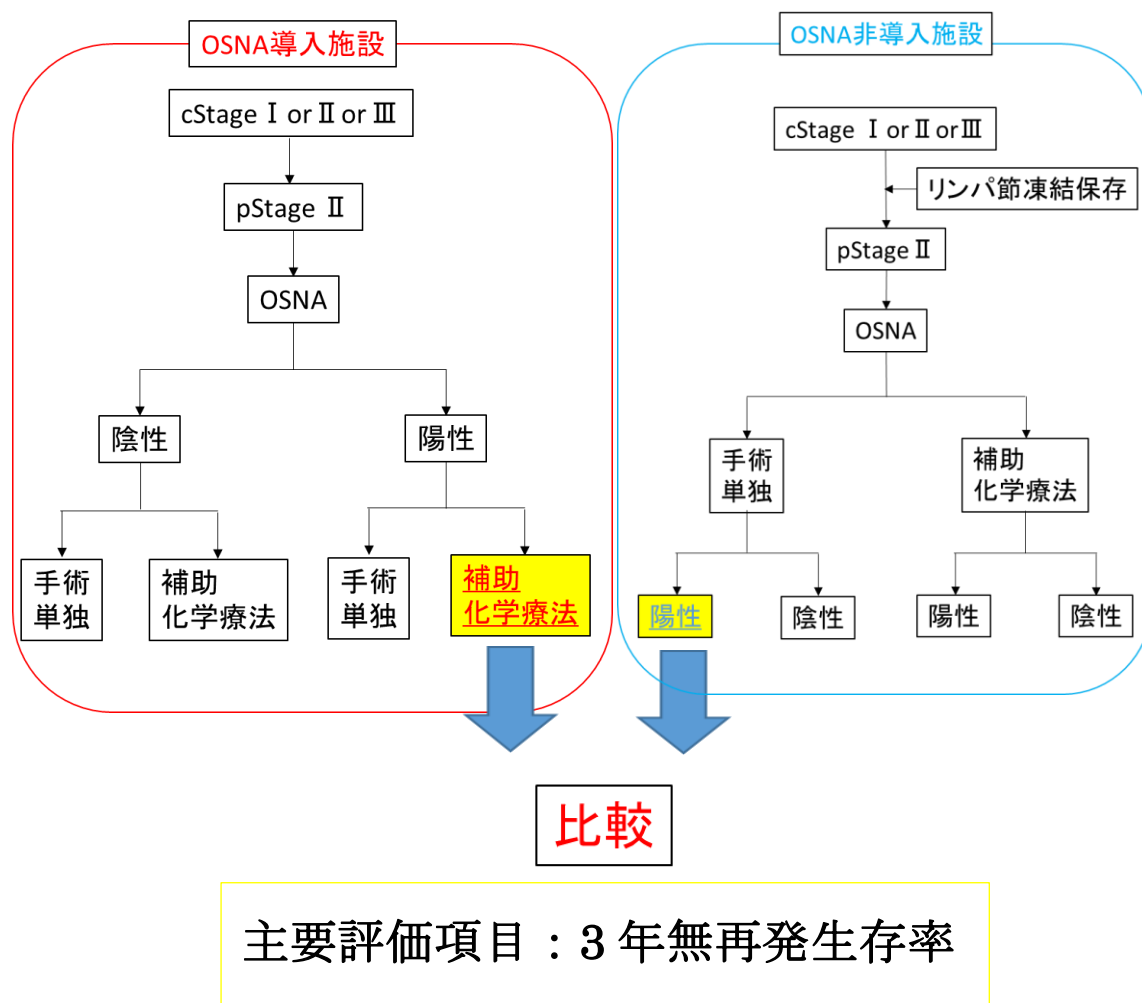 OSNA導入施設
cStage Ⅰ or Ⅱ or Ⅲ
pStage Ⅱ
OSNA
陰性
陽性
手術
単独
補助
化学療法
手術
単独
補助
化学療法
OSNA非導入施設
cStage Ⅰ or Ⅱ or Ⅲ
リンパ節凍結保存
pStage Ⅱ
OSNA
手術
単独
補助
化学療法
陽性
陰性
陽性
陰性
比較
主要評価項目：3 年無再発生存率